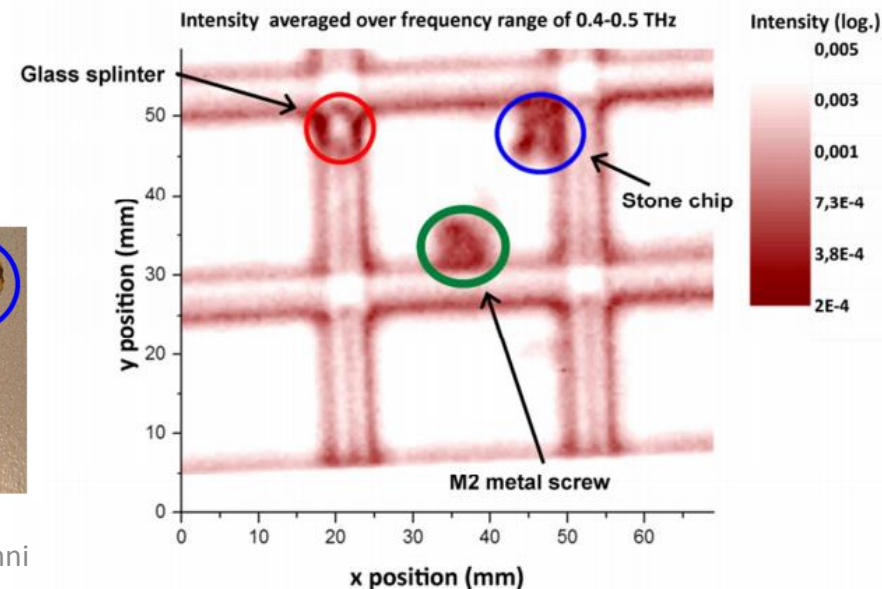 Intensity averaged over frequency range of 0.4-0.5 THz
Intensity (log.)
0,005
0,003
0,001
7,3E-4
3,8E-4
2E-4
Glass splinter
Stone chip
M2 metal screw
y position (mm)
50
40
30
20
10
0
0 10 20 30 40 50 60
x position (mm)